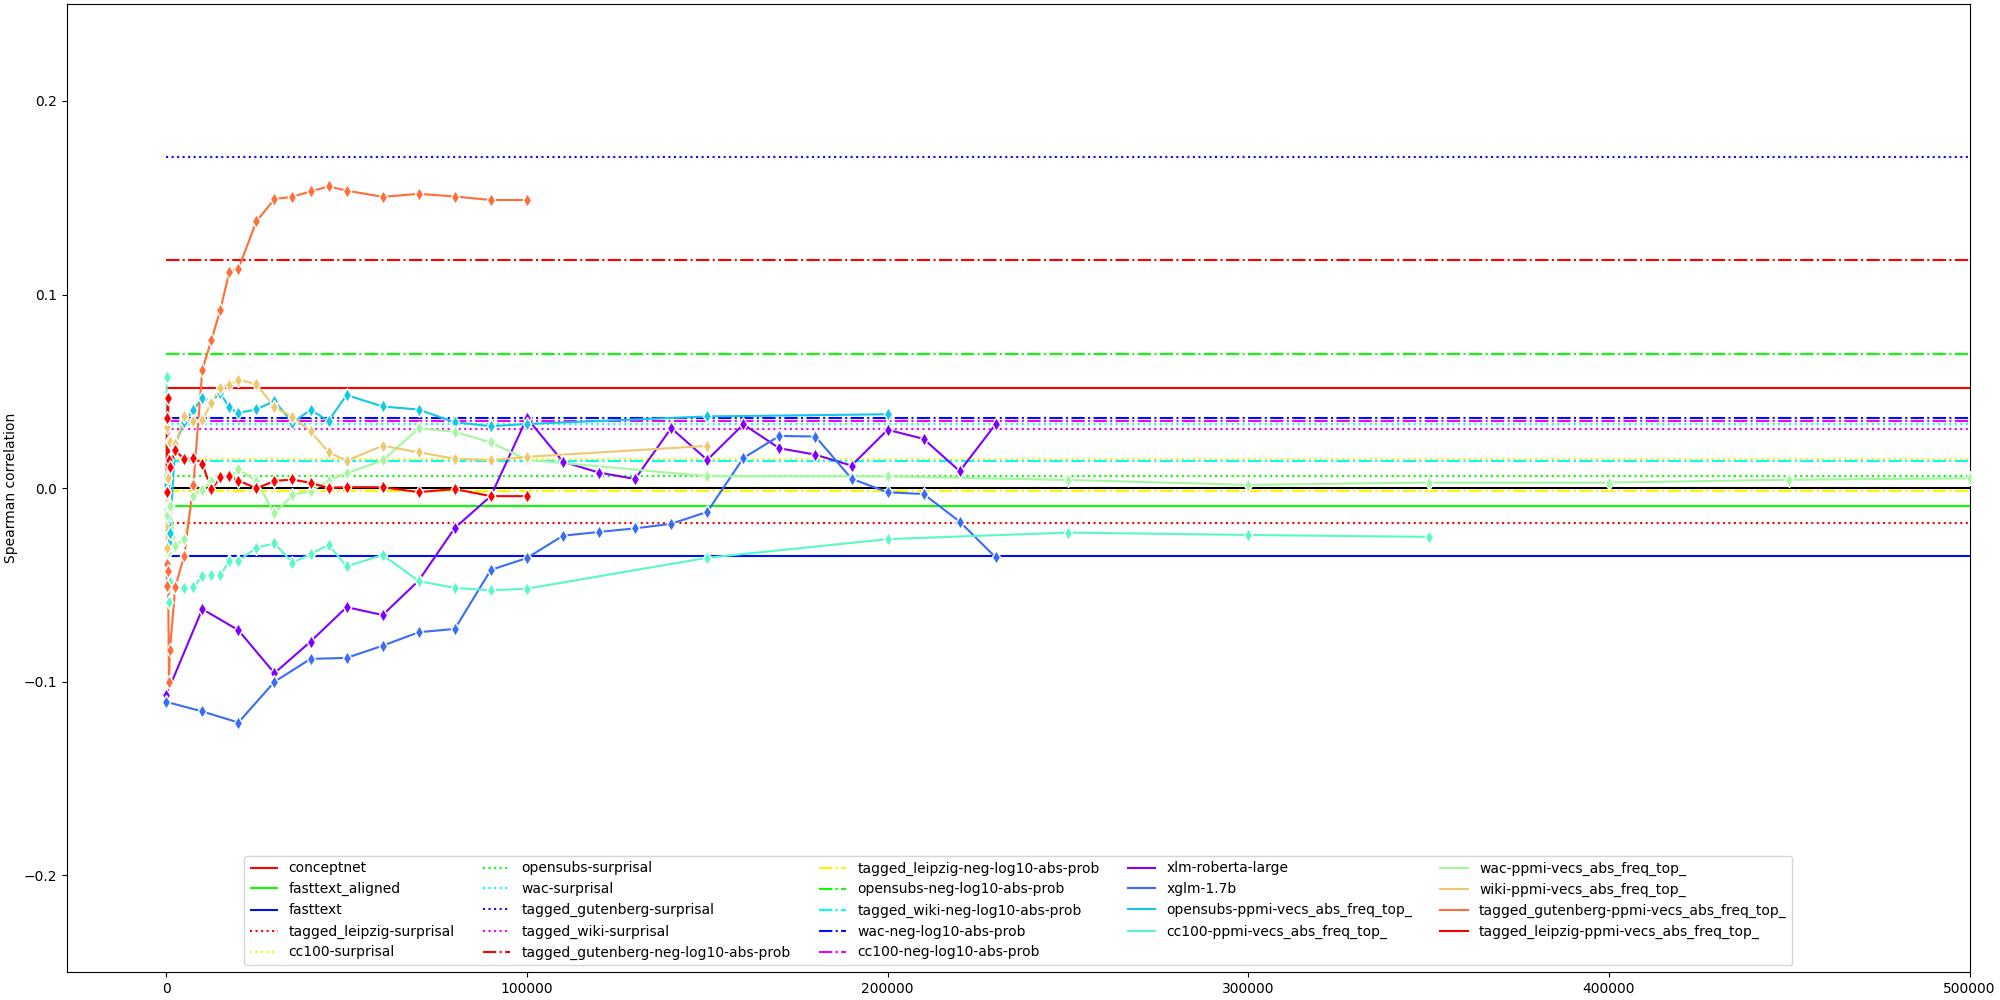 Spearman correlation
0.2
0.1
0.0
−0.1
−0.2
0
100000
200000
300000
400000
500000
conceptnet
fasttext_aligned
fasttext
tagged_leipzig-surprisal
cc100-surprisal
opensubs-surprisal
wac-surprisal
tagged_gutenberg-surprisal
tagged_wiki-surprisal
tagged_gutenberg-neg-log10-abs-prob
tagged_leipzig-neg-log10-abs-prob
opensubs-neg-log10-abs-prob
tagged_wiki-neg-log10-abs-prob
wac-neg-log10-abs-prob
cc100-neg-log10-abs-prob
xlm-roberta-large
xglm-1.7b
opensubs-ppmi-vecs_abs_freq_top_
cc100-ppmi-vecs_abs_freq_top_
wac-ppmi-vecs_abs_freq_top_
wiki-ppmi-vecs_abs_freq_top_
tagged_gutenberg-ppmi-vecs_abs_freq_top_
tagged_leipzig-ppmi-vecs_abs_freq_top_